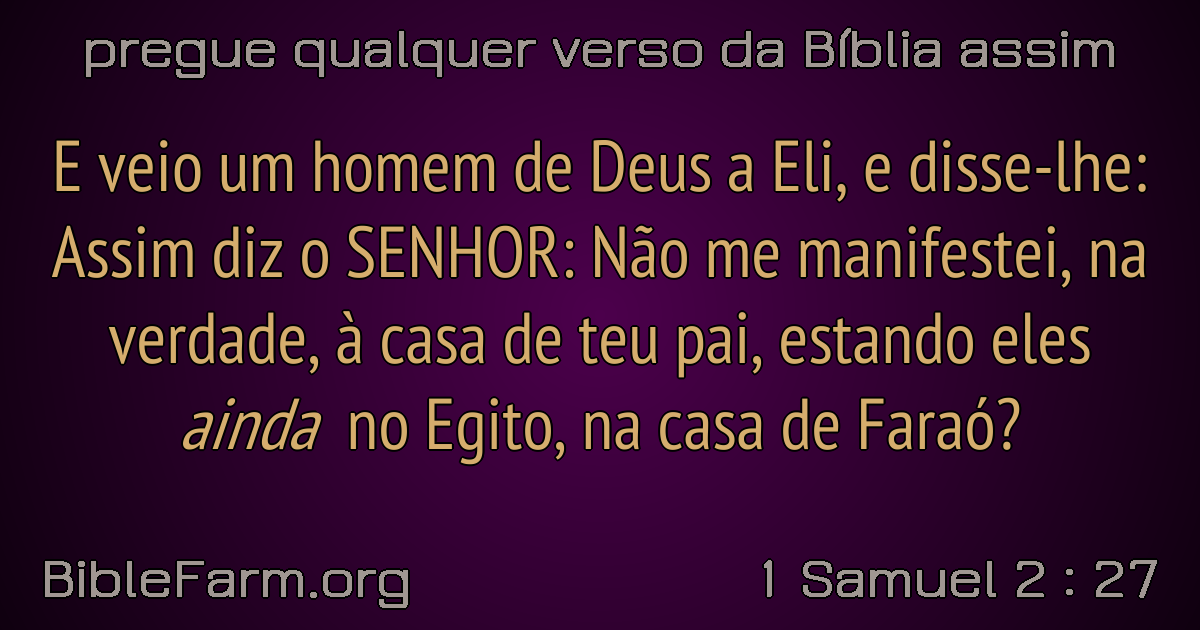 pregue qualquer verso da Bíblia assim
E veio um homem de Deus a Eli, e disse-lhe:
Assim diz o SENHOR: Não me manifestei, na
verdade, à casa de teu pai, estando eles
ainda no Egito, na casa de Faraó?
BibleFarm.org
1 Samuel 2 : 27